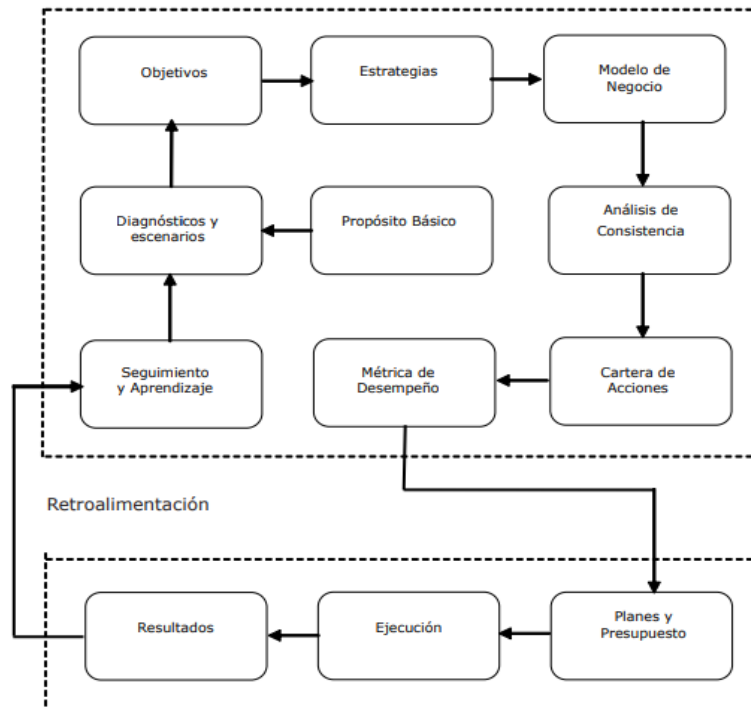 Objetivos
Estrategias
Modelo de
Negocio
Diagnósticos y
escenarios
Propósito Básico
Análisis de
Consistencia
Seguimiento
y Aprendizaje
Métrica de
Desempeño
Cartera de
Acciones
Retroalimentación
Resultados
Ejecución
Planes y
Presupuesto